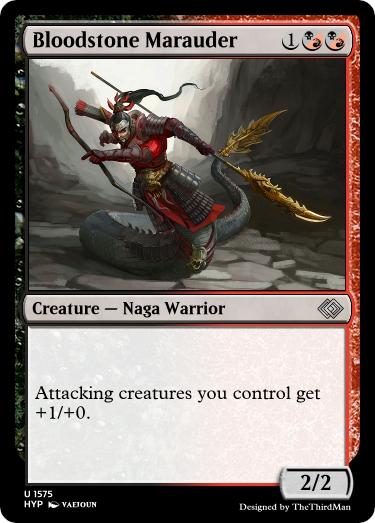 Bloodstone Marauder 1
Creature — Naga Warrior
Attacking creatures you control get
+1/+0.
2/2
U 1575
HYP VAEJOUN
Designed by TheThirdMan